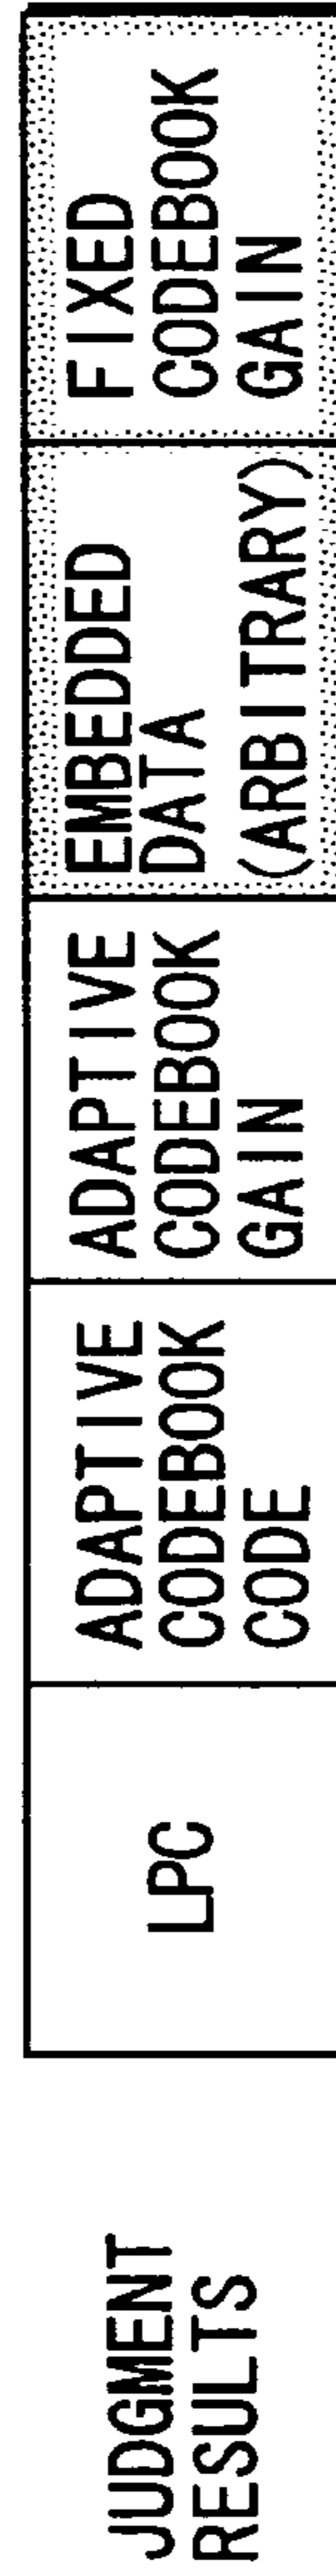 JUDGMENT
RESULTS
LPC
ADAPTIVE
CODEBOOK
CODE
ADAPTIVE
CODEBOOK
GAIN
EMBEDDED
DATA
(ARBITRARY)
FIXED
CODEBOOK
GAIN